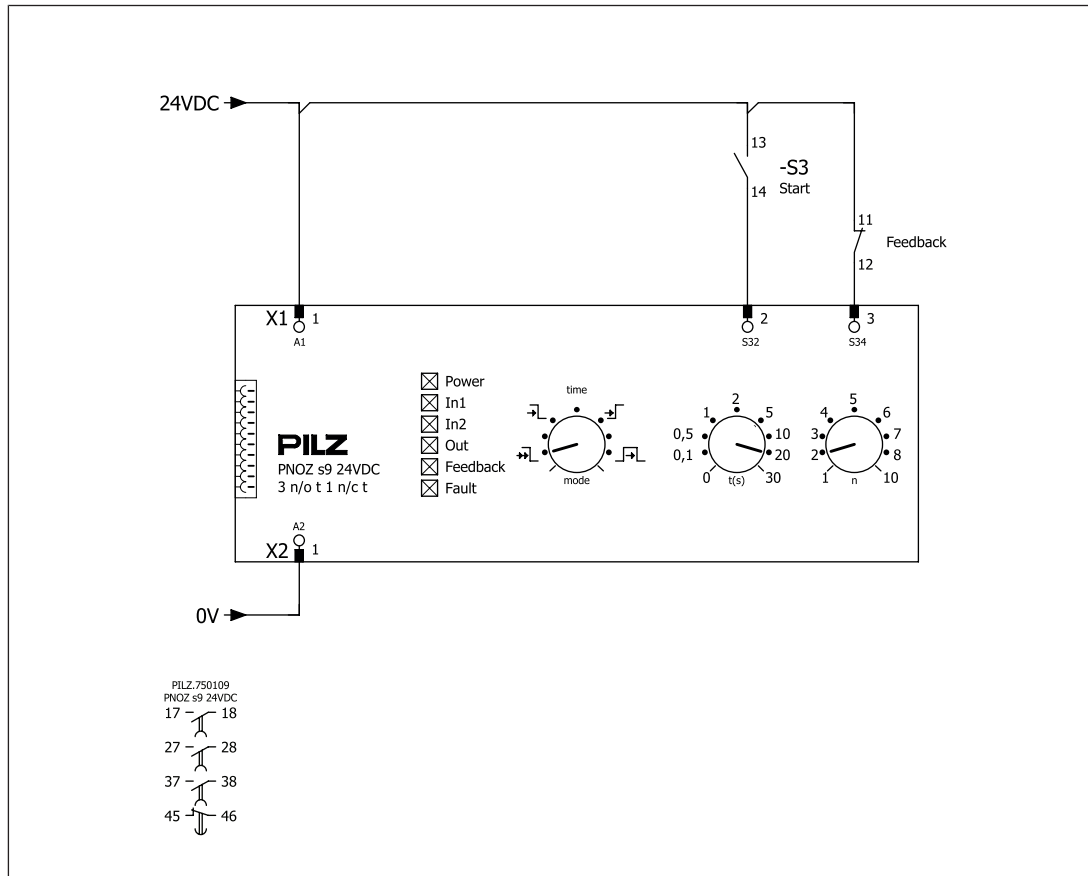 24VDC
13
-S3
Start
14
11
Feedback
12
X1 1
A1
2
S32
3
S34
Power
In1
In2
Out
Feedback
Fault
time
mode
0 0,1 0,5 1 2 5 10 20 30
t(s)
1 2 3 4 5 6 7 8 10
n
PILZ
PNOZ s9 24VDC
3 n/o t 1 n/c t
A2
X2 1
0V
PILZ.750109
PNOZ s9 24VDC
17 18
27 28
37 38
45 46